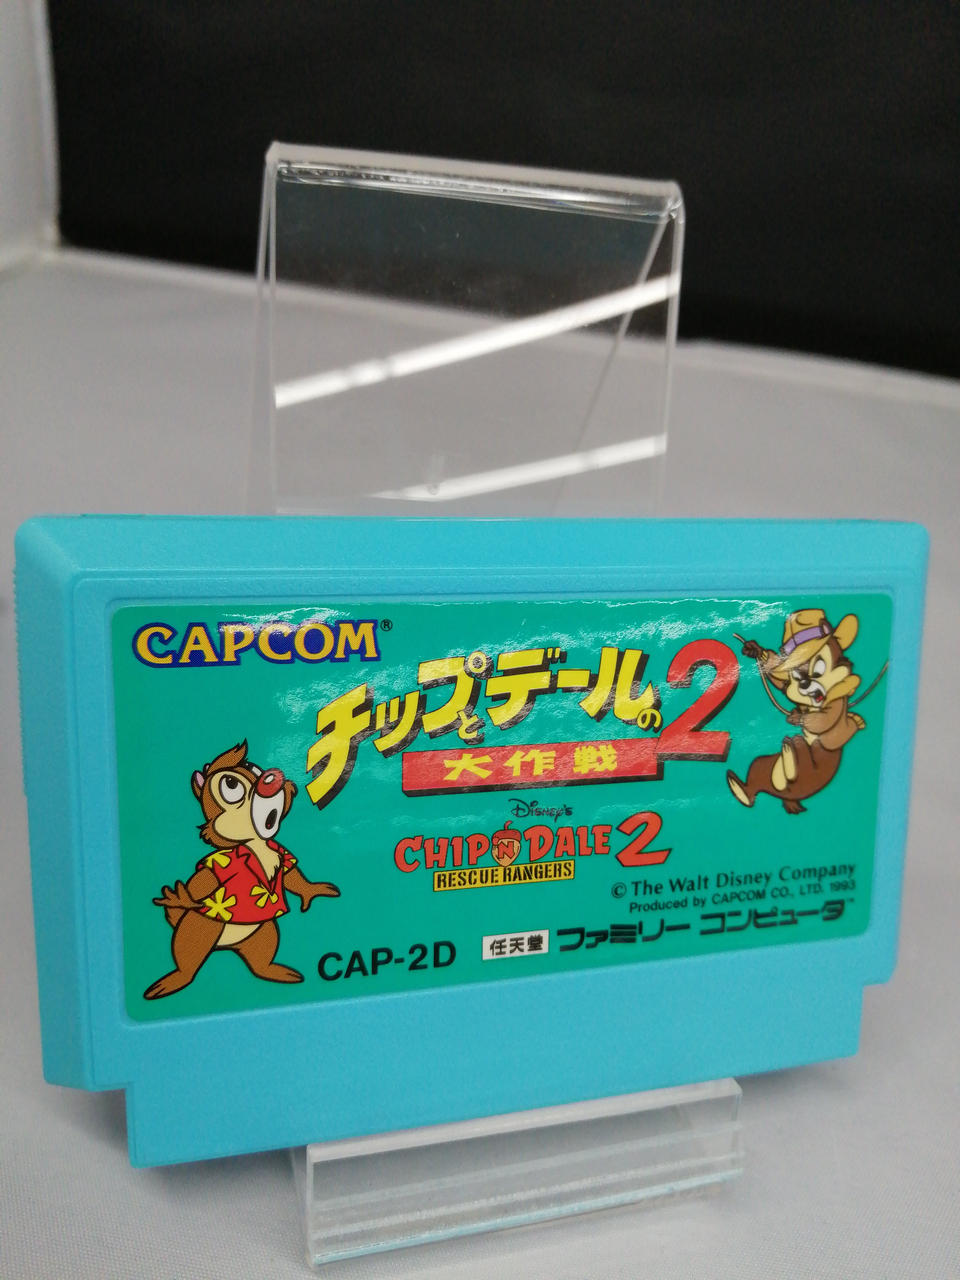 CAPCOM®
チップとデールの
大作戦 2
Disney's
CHIP 'N DALE 2
RESCUE RANGERS
© The Walt Disney Company
Produced by CAPCOM CO., LTD. 1993
CAP-2D 任天堂 ファミリー コンピュータ™